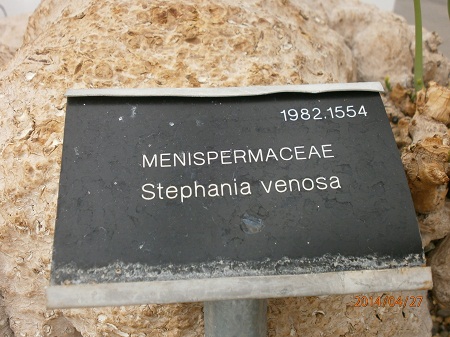 1982.1554
MENISPERMACEAE
Stephania venosa
2014/04/27